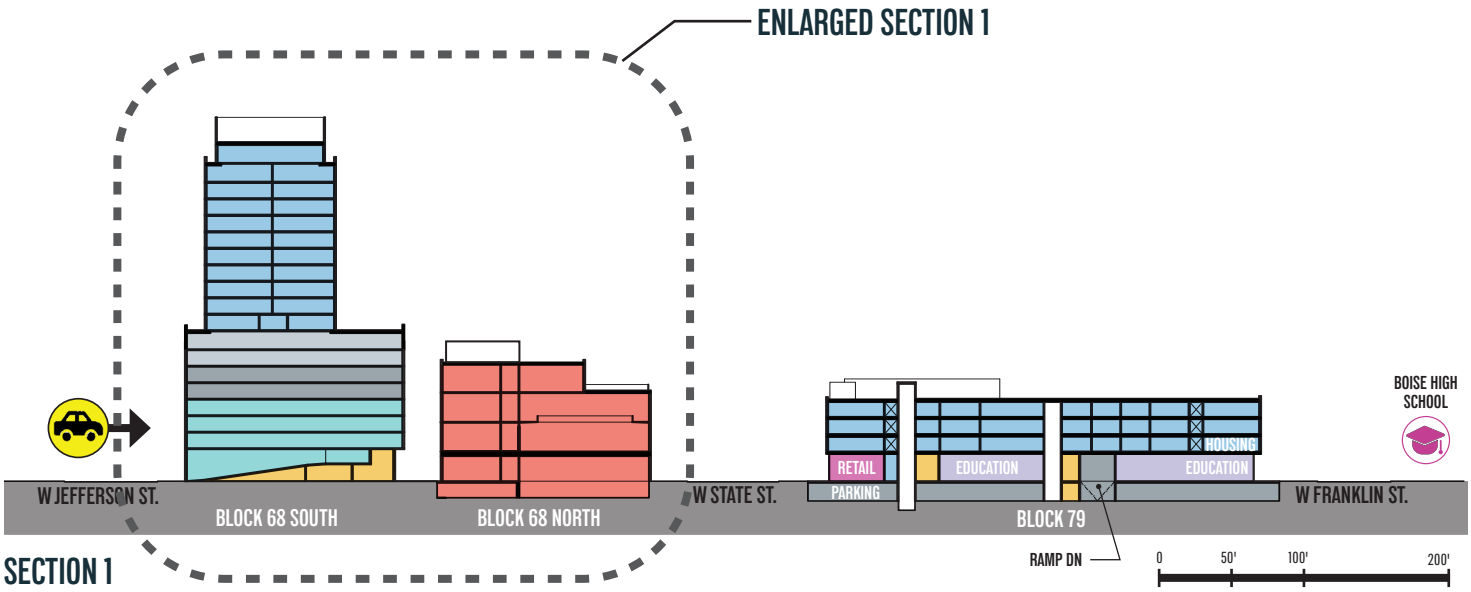 ENLARGED SECTION 1
BOISE HIGH
SCHOOL
HOUSING
RETAIL
EDUCATION
EDUCATION
PARKING
W JEFFERSON ST.
W STATE ST.
W FRANKLIN ST.
BLOCK 68 SOUTH
BLOCK 68 NORTH
BLOCK 79
RAMP DN
0 50' 100' 200'
SECTION 1